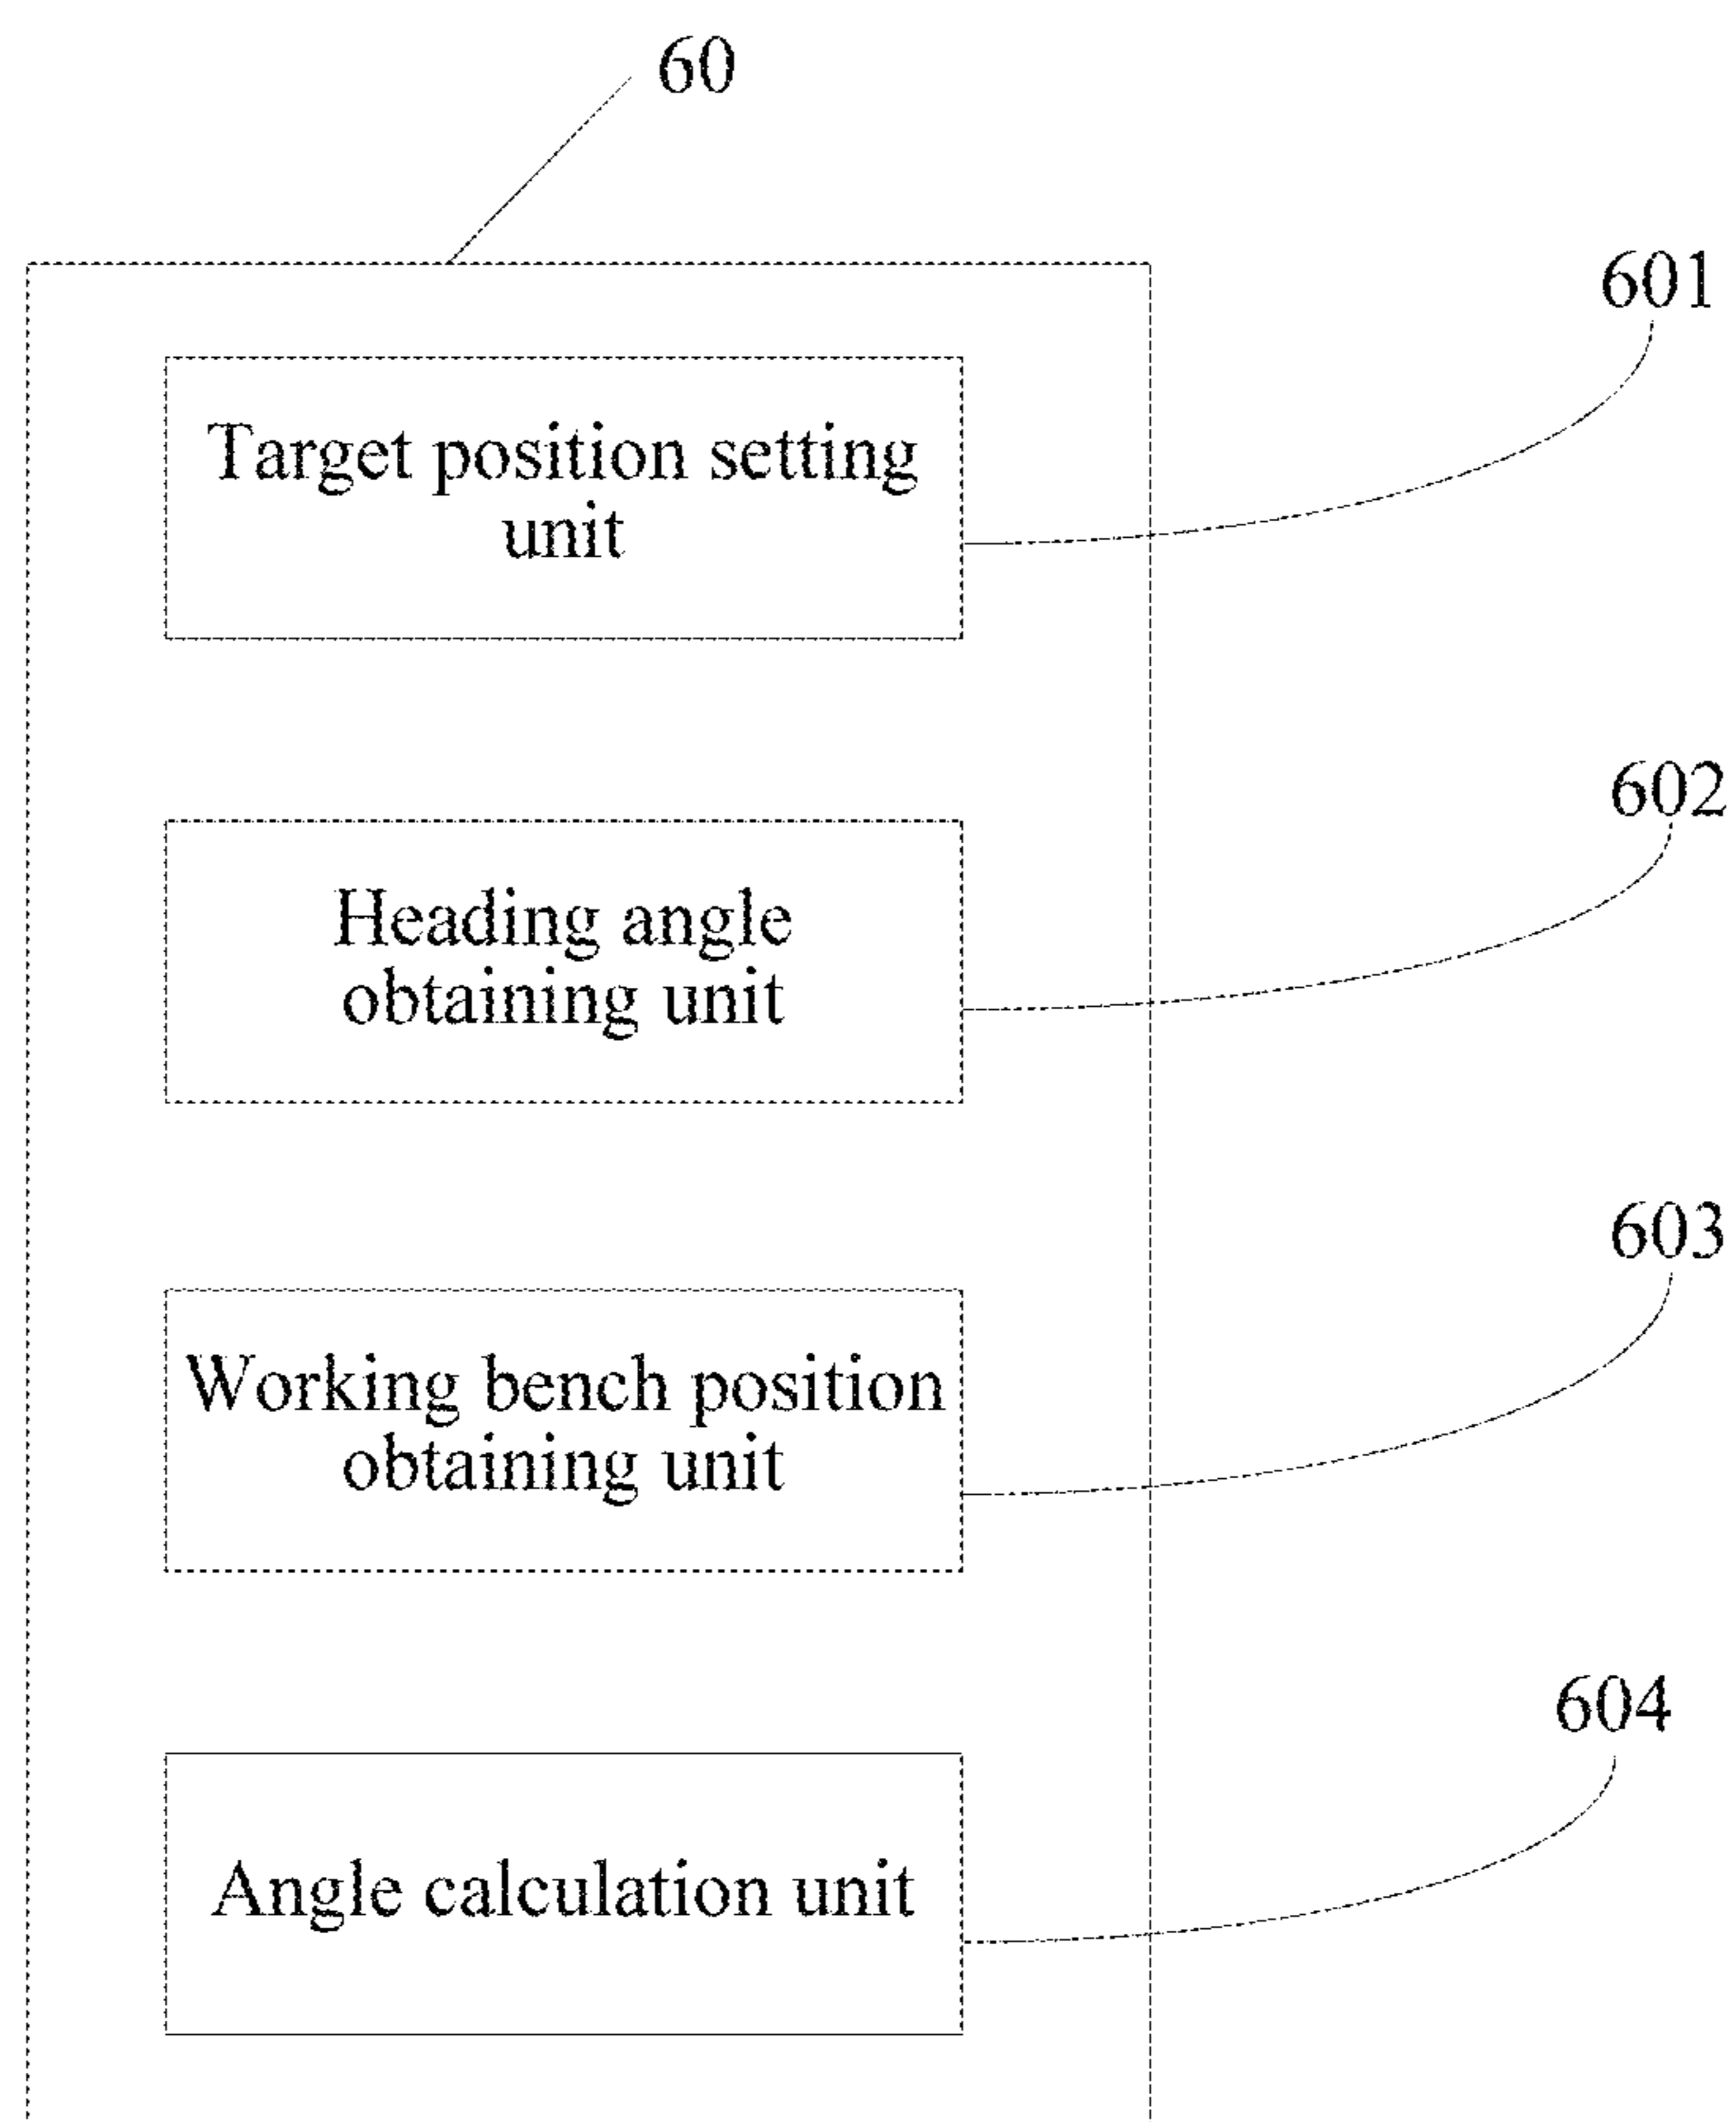 60
601
Target position setting
unit
602
Heading angle
obtaining unit
603
Working bench position
obtaining unit
604
Angle calculation unit